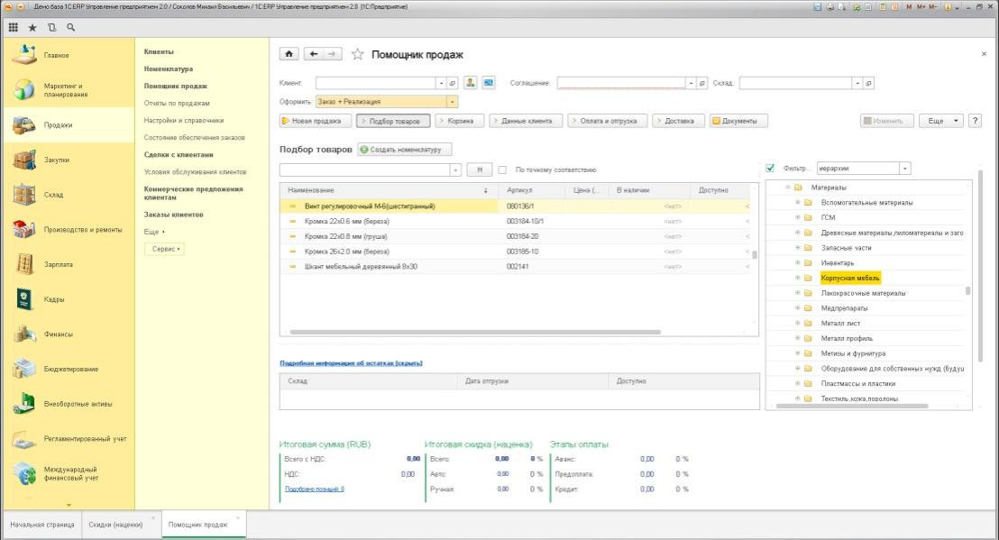 Демо база 1С:ERP Управление предприятием 2.0 / Соколов Михаил Васильевич / 1С:ERP Управление предприятием 2.0 (1С:Предприятие)
M M+ M-
Главное
Маркетинг и
планирование
Продажи
Закупки
Склад
Производство и ремонты
Зарплата
Кадры
Финансы
Бюджетирование
Внеоборотные активы
Регламентированный учет
Международный
финансовый учет
Клиенты
Номенклатура
Помощник продаж
Отчеты по продажам
Настройки и справочники
Состояние обеспечения заказов
Сделки с клиентами
Условия обслуживания клиентов
Коммерческие предложения
клиентам
Заказы клиентов
Еще
Сервис
Помощник продаж
Клиент: Соглашение: Склад:
Оформить: Заказ + Реализация
Новая продажа Подбор товаров Корзина Данные клиента Оплата и отгрузка Доставка Документы Изменить Еще ?
Подбор товаров Создать номенклатуру
Н По точному соответствию
Наименование Артикул Цена (... В наличии Доступно
Винт регулировочный М-6(шестигранный) 080136/1 <нет> <
Кромка 22х0.6 мм (береза) 003184-10/1 <нет> <
Кромка 22х0.8 мм (груша) 003184-20 <нет> <
Кромка 26х2.0 мм (береза) 003185-10 <нет> <
Шкант мебельный деревянный 8х30 002141 <нет> <
Фильтр... иерархии
Материалы
Вспомогательные материалы
ГСМ
Древесные материалы,пиломатериалы и заго
Запасные части
Инвентарь
Корпусная мебель
Лакокрасочные материалы
Медпрепараты
Металл лист
Металл профиль
Метизы и фурнитура
Оборудование для собственных нужд (будущ
Пластмассы и пластики
Текстиль,кожа,поролоны
Подробная информация об остатках [скрыть]
Склад Дата отгрузки Доступно
Итоговая сумма (RUB) Итоговая скидка (наценка) Этапы оплаты
Всего с НДС: 0,00 Всего: 0,00 0 % Аванс: 0,00 0 %
НДС: 0,00 Авто: 0,00 0 % Предоплата: 0,00 0 %
Подобрано позиций: 0 Ручная: 0,00 0 % Кредит: 0,00 0 %
Начальная страница Скидки (наценки) Помощник продаж